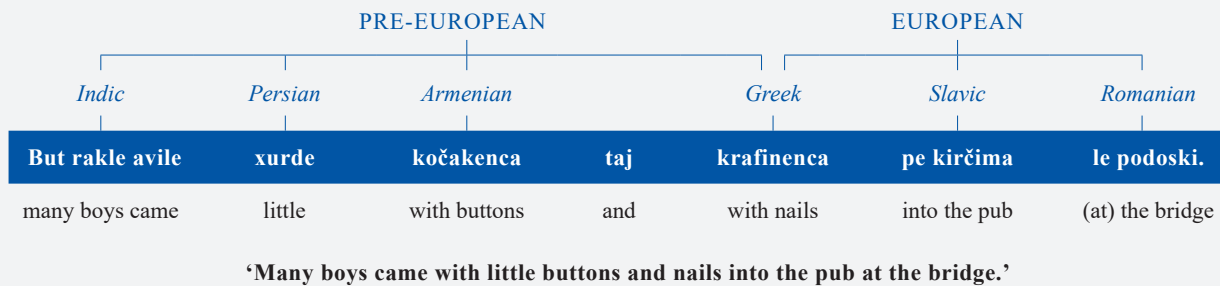 PRE-EUROPEAN EUROPEAN
Indic Persian Armenian Greek Slavic Romanian
But rakle avile xurde kočakenca taj krafinenca pe kirčima le podoski.
many boys came little with buttons and with nails into the pub (at) the bridge
‘Many boys came with little buttons and nails into the pub at the bridge.’